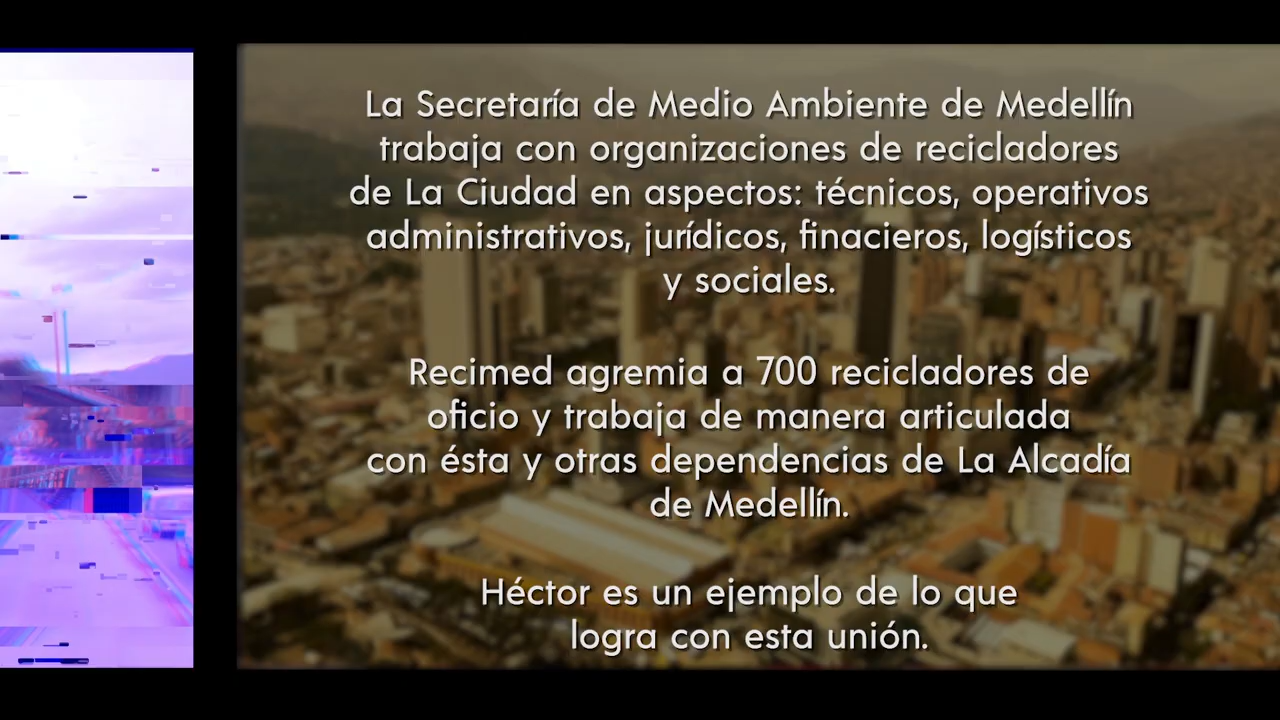 La Secretaría de Medio Ambiente de Medellín
trabaja con organizaciones de recicladores
de La Ciudad en aspectos: técnicos, operativos
administrativos, jurídicos, finacieros, logísticos
y sociales.
Recimed agremia a 700 recicladores de
oficio y trabaja de manera articulada
con ésta y otras dependencias de La Alcadía
de Medellín.
Héctor es un ejemplo de lo que
logra con esta unión.